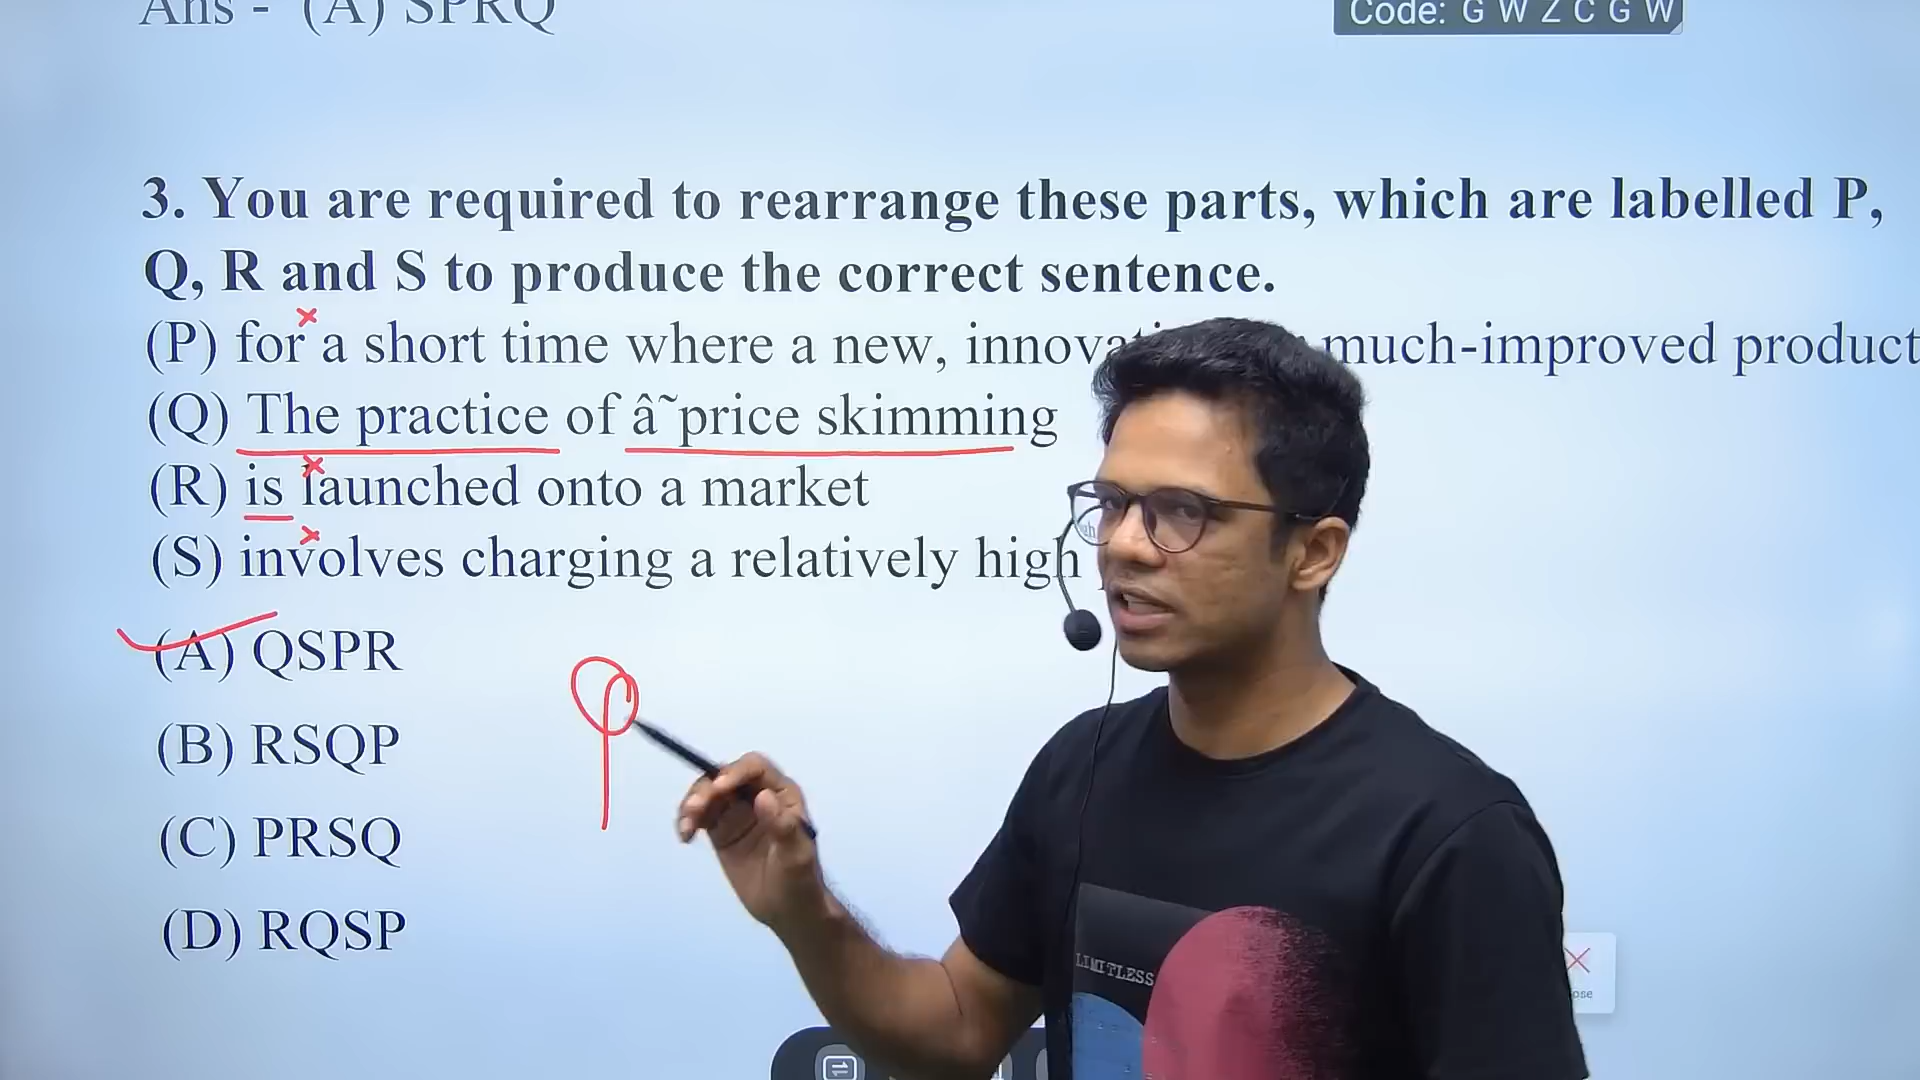 Ans - (A) SPRQ
Code: G W Z C G W
3. You are required to rearrange these parts, which are labelled P,
Q, R and S to produce the correct sentence.
(P) for a short time where a new, much-improved product
(Q) The practice of â˜price skimming
(R) is launched onto a market
(S) involves charging a relatively high
(A) QSPR
(B) RSQP
(C) PRSQ
(D) RQSP
LIMITLESS